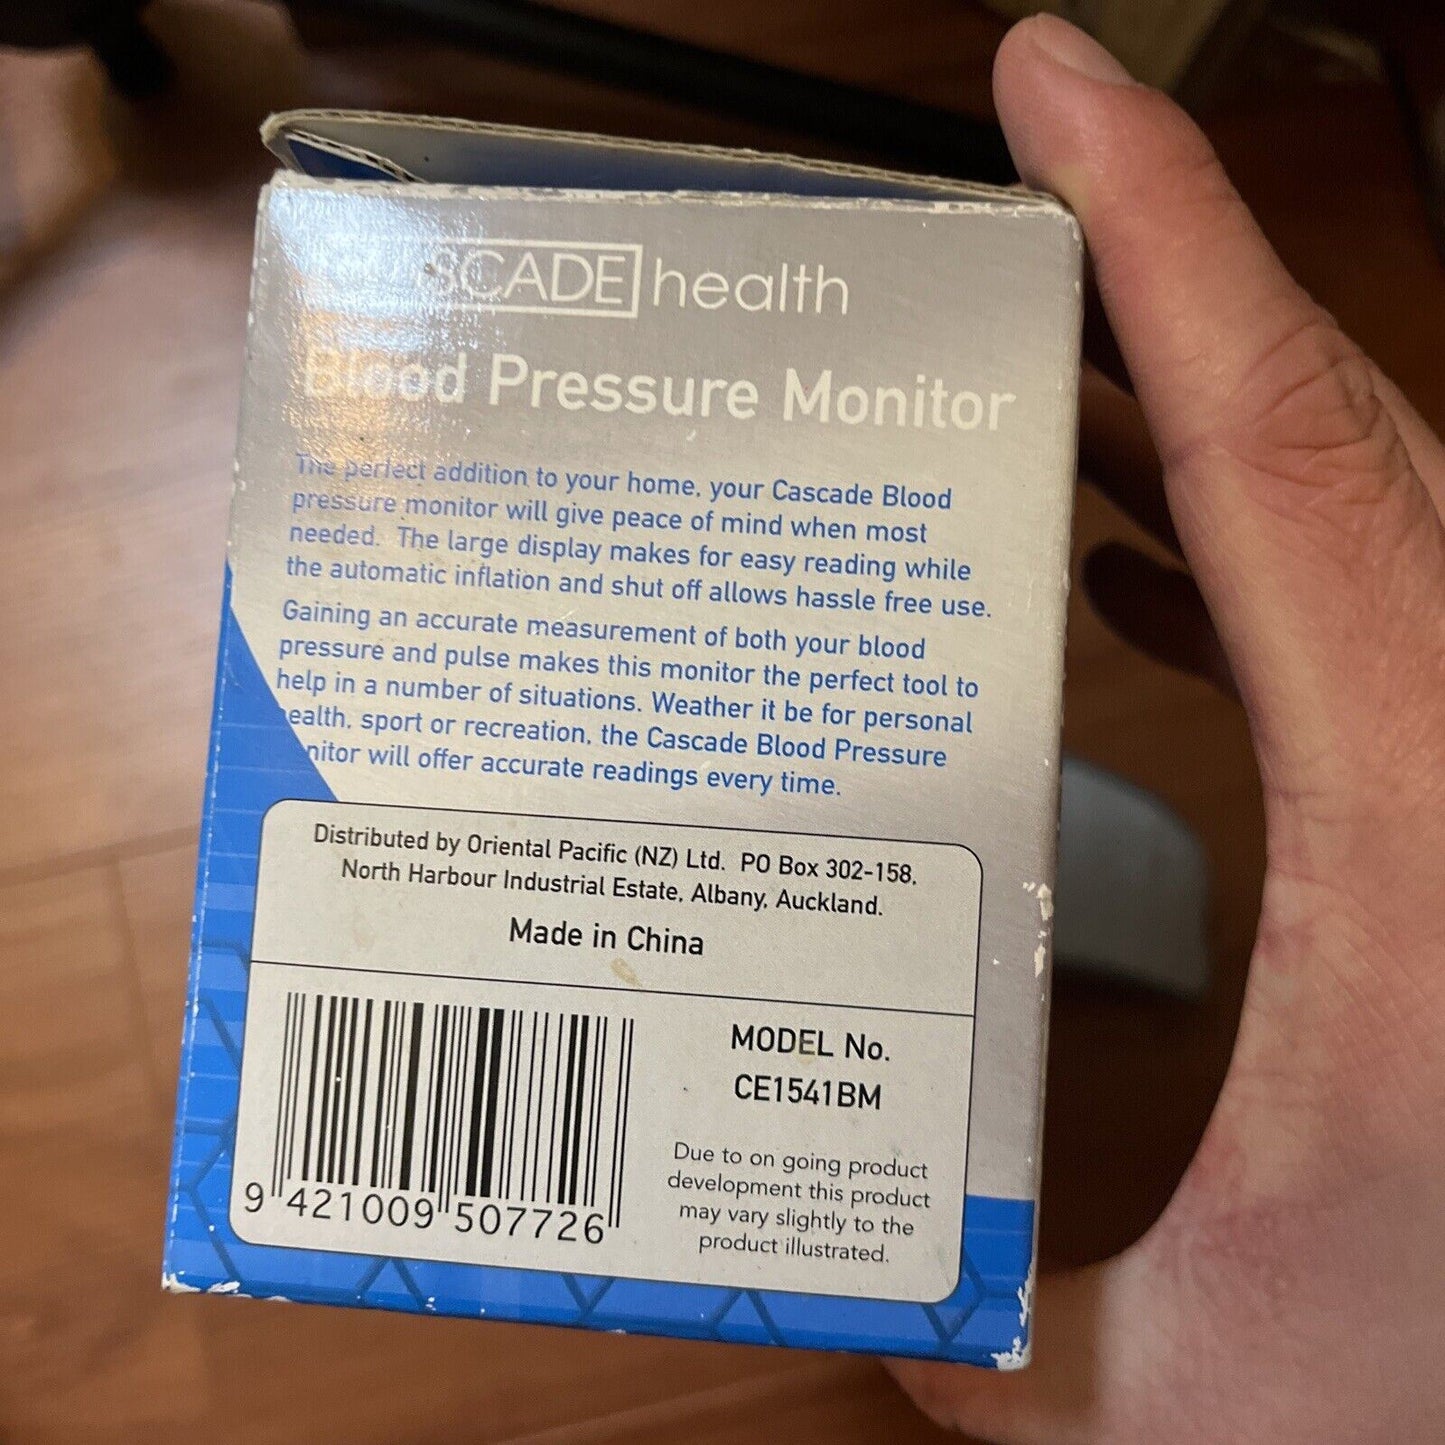 SCADE health
Blood Pressure Monitor
The perfect addition to your home, your Cascade Blood
pressure monitor will give peace of mind when most
needed. The large display makes for easy reading while
the automatic inflation and shut off allows hassle free use.
Gaining an accurate measurement of both your blood
pressure and pulse makes this monitor the perfect tool to
help in a number of situations. Weather it be for personal
ealth, sport or recreation, the Cascade Blood Pressure
nitor will offer accurate readings every time.
Distributed by Oriental Pacific (NZ) Ltd. PO Box 302-158,
North Harbour Industrial Estate, Albany, Auckland.
Made in China
MODEL No.
CE1541BM
Due to on going product
development this product
may vary slightly to the
product illustrated.
9 421009 507726